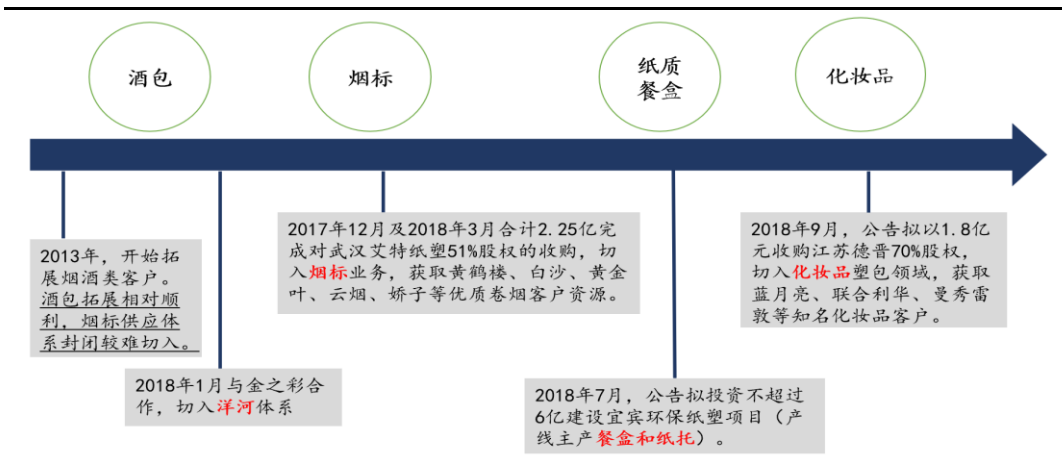 酒包
烟标
纸质
餐盒
化妆品
2013年，开始拓
展烟酒类客户。
酒包拓展相对顺
利，烟标供应体
系封闭较难切入。
2018年1月与金之彩合
作，切入洋河体系
2017年12月及2018年3月合计2.25亿完
成对武汉艾特纸塑51%股权的收购，切
入烟标业务，获取黄鹤楼、白沙、黄金
叶、云烟、娇子等优质卷烟客户资源。
2018年7月，公告拟投资不超过
6亿建设宜宾环保纸塑项目（产
线主产餐盒和纸托）。
2018年9月，公告拟以1.8亿
元收购江苏德晋70%股权，
切入化妆品塑包领域，获取
蓝月亮、联合利华、曼秀雷
敦等知名化妆品客户。